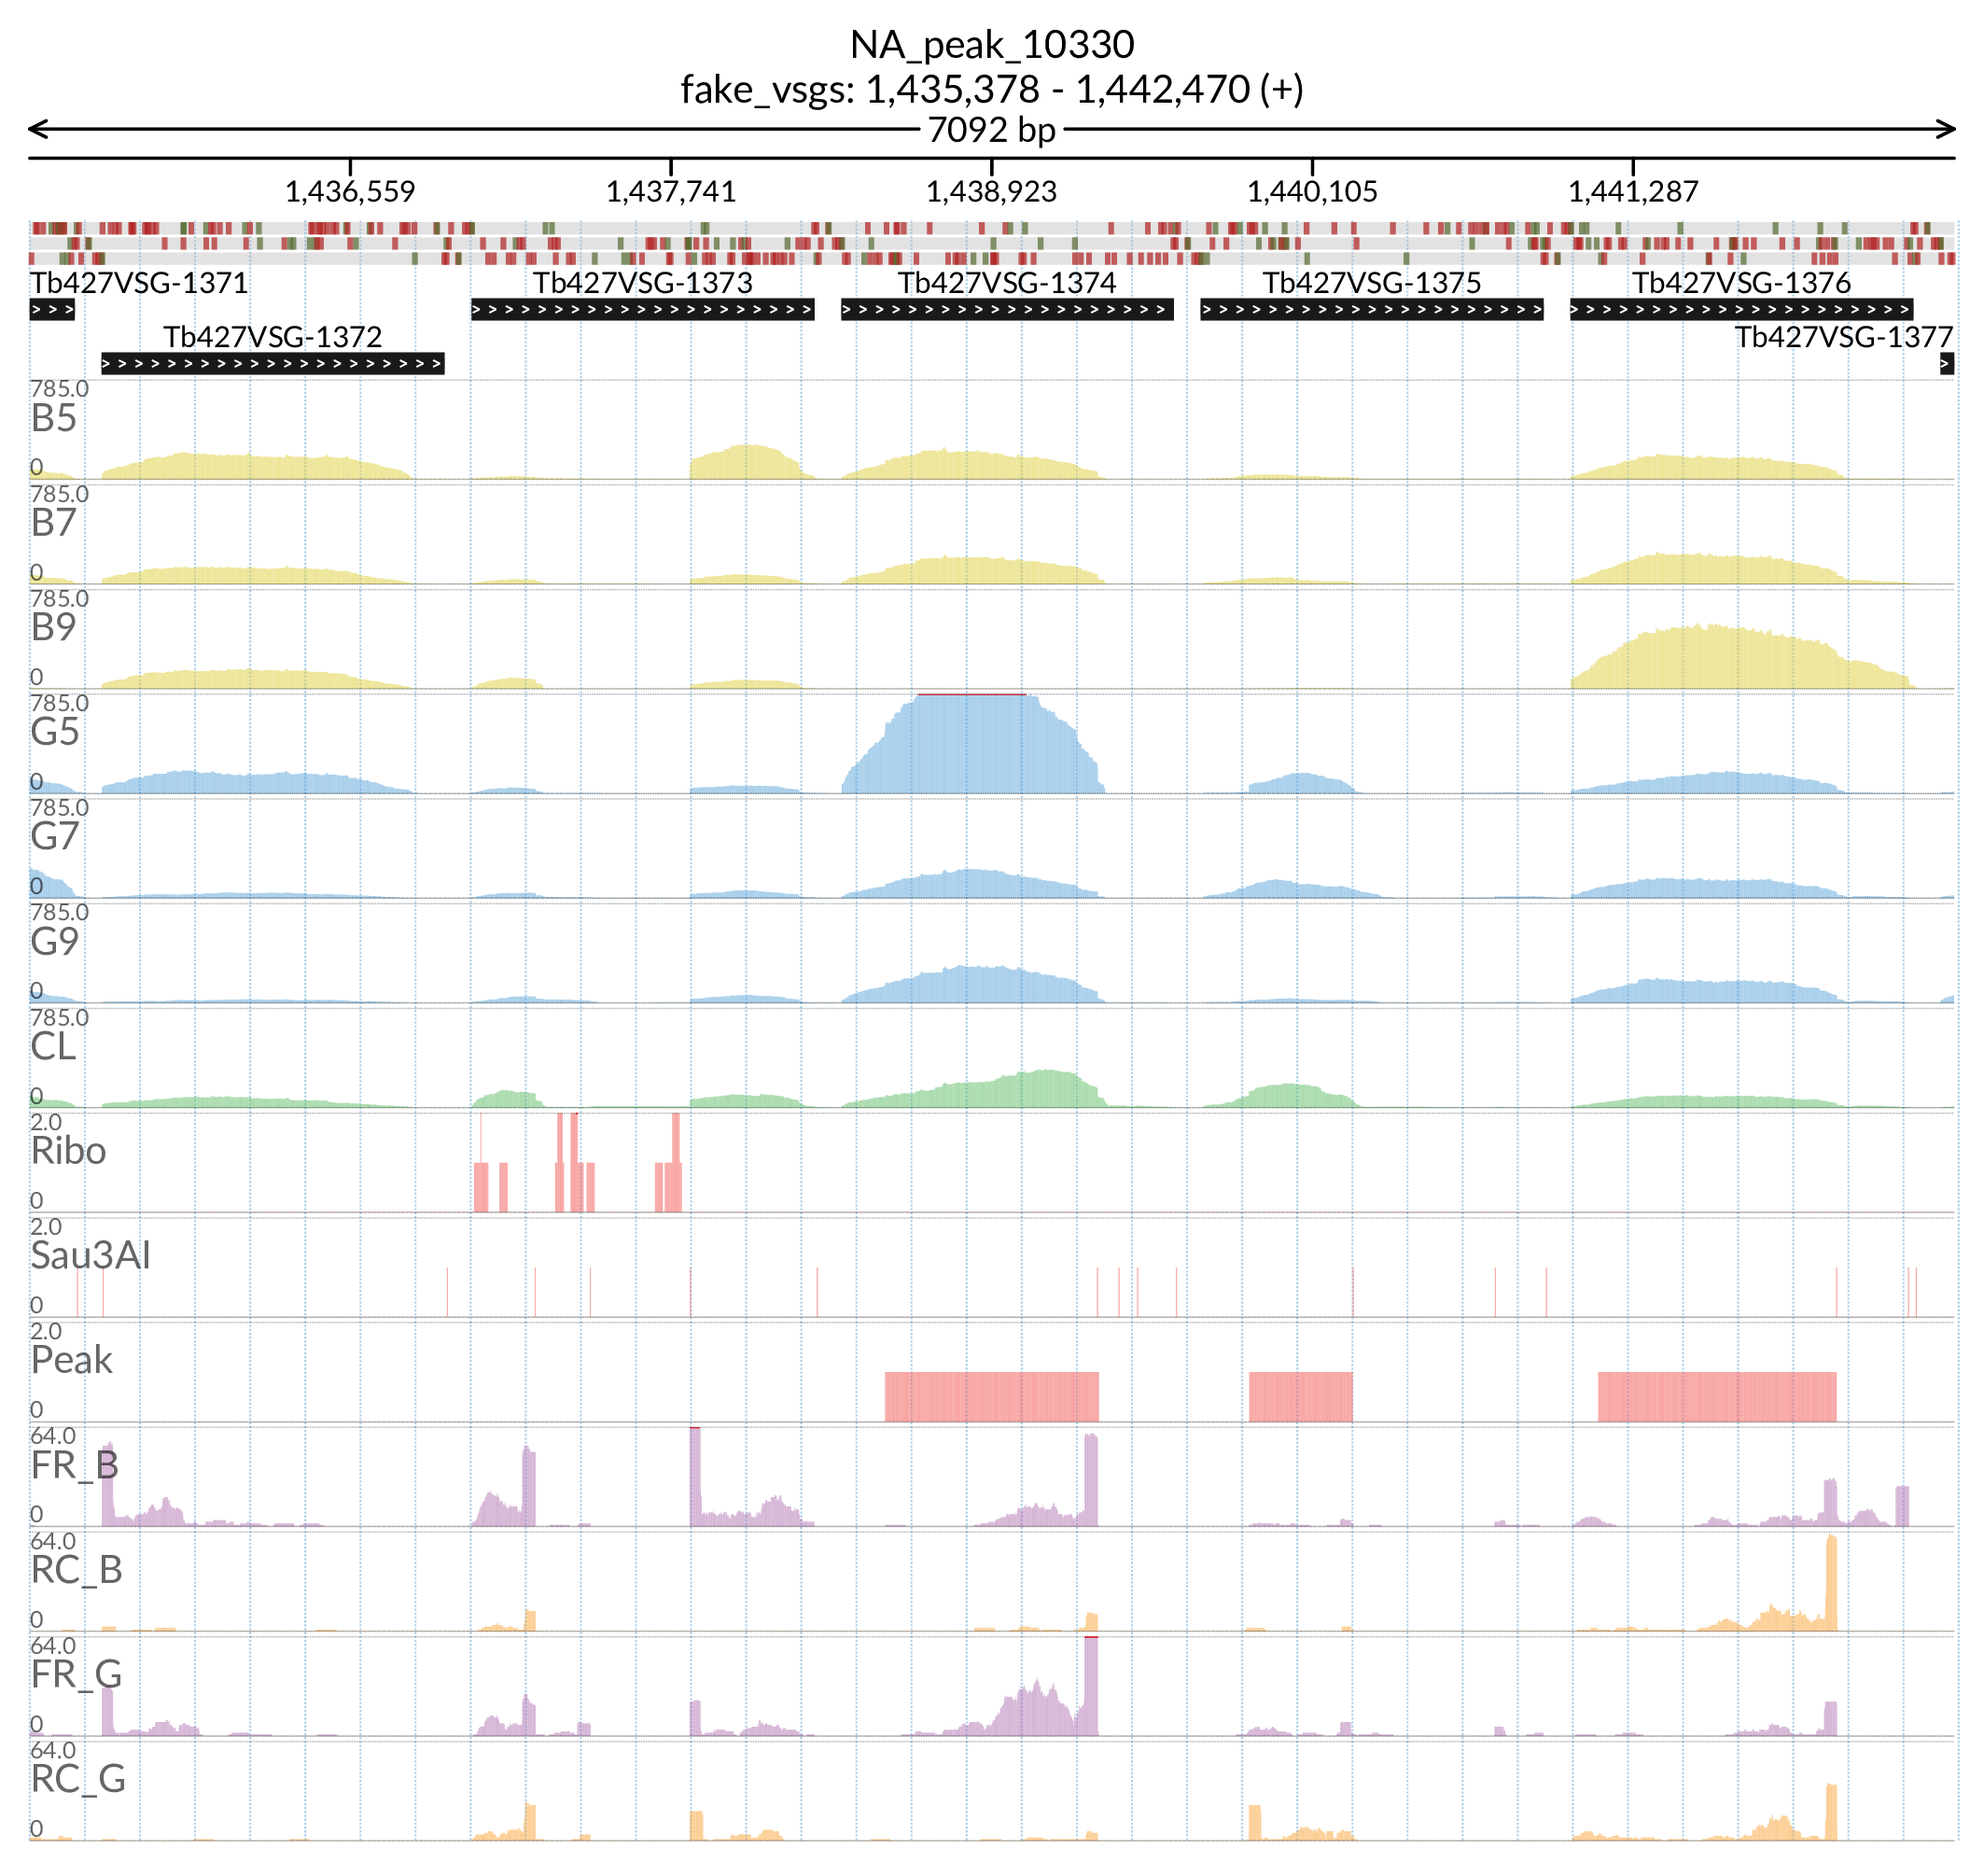 NA_peak_10330
fake_vsgs: 1,435,378 - 1,442,470 (+)
7092 bp
1,436,559 1,437,741 1,438,923 1,440,105 1,441,287
Tb427VSG-1371 Tb427VSG-1373 Tb427VSG-1374 Tb427VSG-1375 Tb427VSG-1376
Tb427VSG-1372 Tb427VSG-1377
785.0
B5
0
785.0
B7
0
785.0
B9
0
785.0
G5
0
785.0
G7
0
785.0
G9
0
785.0
CL
0
2.0
Ribo
0
2.0
Sau3AI
0
2.0
Peak
0
64.0
FR_B
0
64.0
RC_B
0
64.0
FR_G
0
64.0
RC_G
0